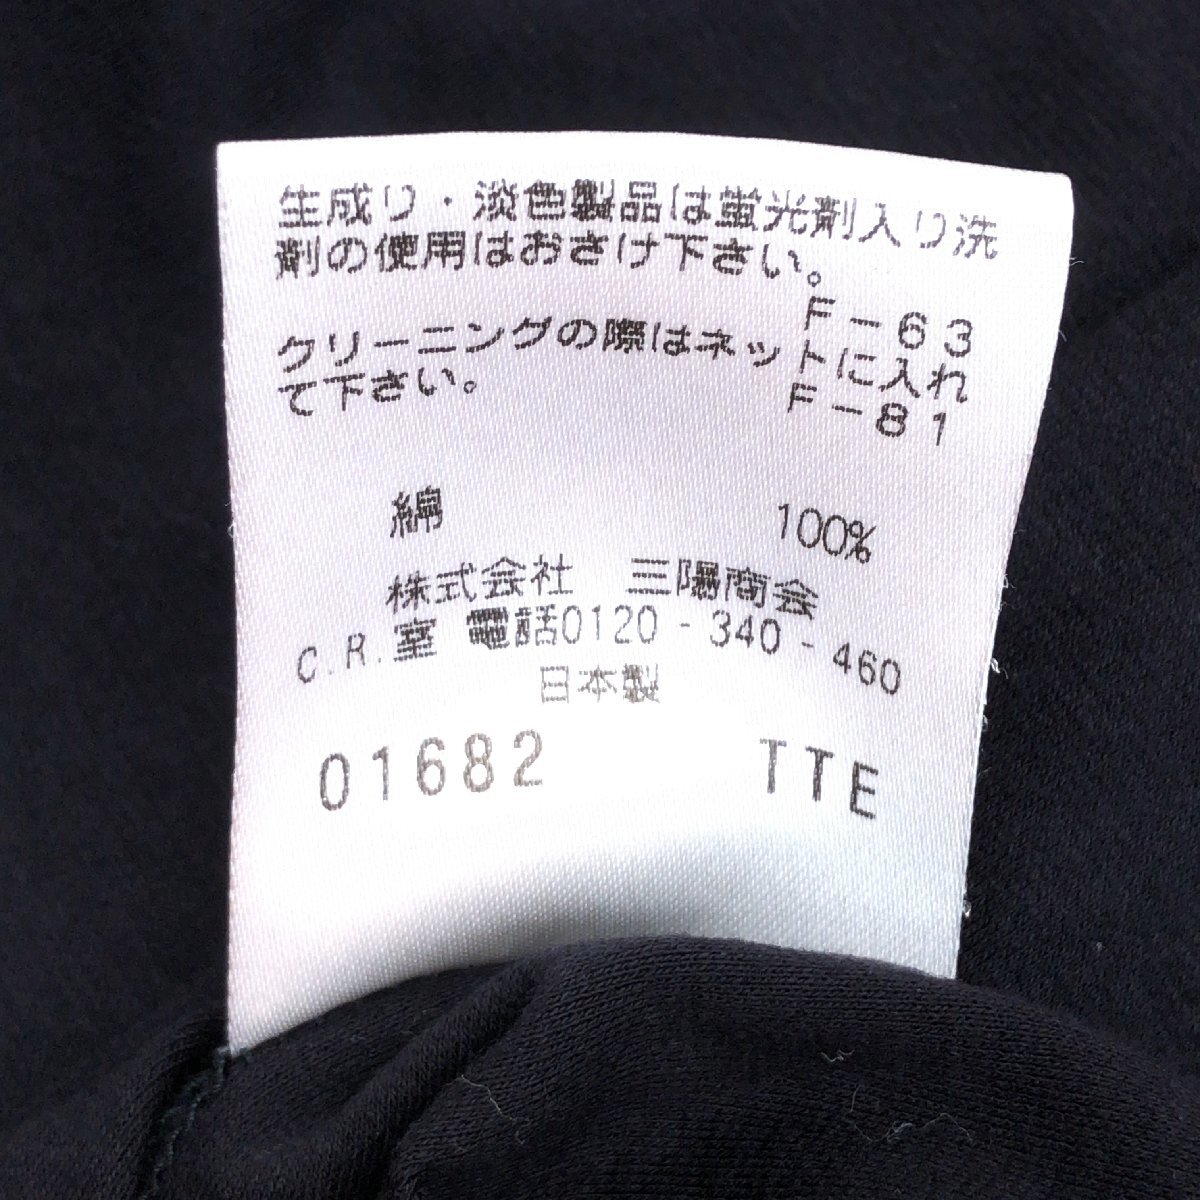 生成り・淡色製品は蛍光剤入り洗
剤の使用はおさけ下さい。
F-63
クリーニングの際はネットに入れ
て下さい。
F-81
綿 100%
株式会社 三陽商会
C.R.室 電話0120-340-460
日本製
01682 TTE